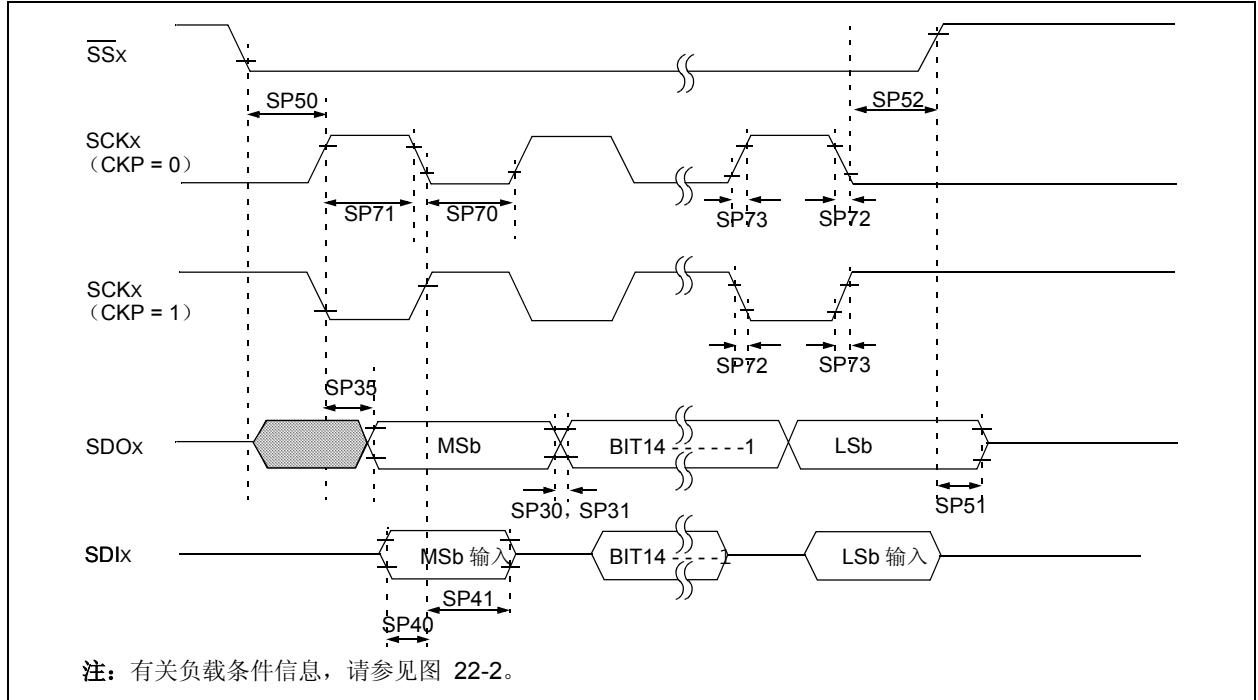 SSX
SP50
SP52
SCKX
（CKP = 0）
SP71
SP70
SP73
SP72
SCKX
（CKP = 1）
SP72
SP73
SP35
SDOX
MSb
BIT14 - - - - - -1
LSb
SP30，SP31
SP51
SDIX
MSb 输入
BIT14 - - - - -1
LSb 输入
SP41
SP40
注：有关负载条件信息，请参见图 22-2。